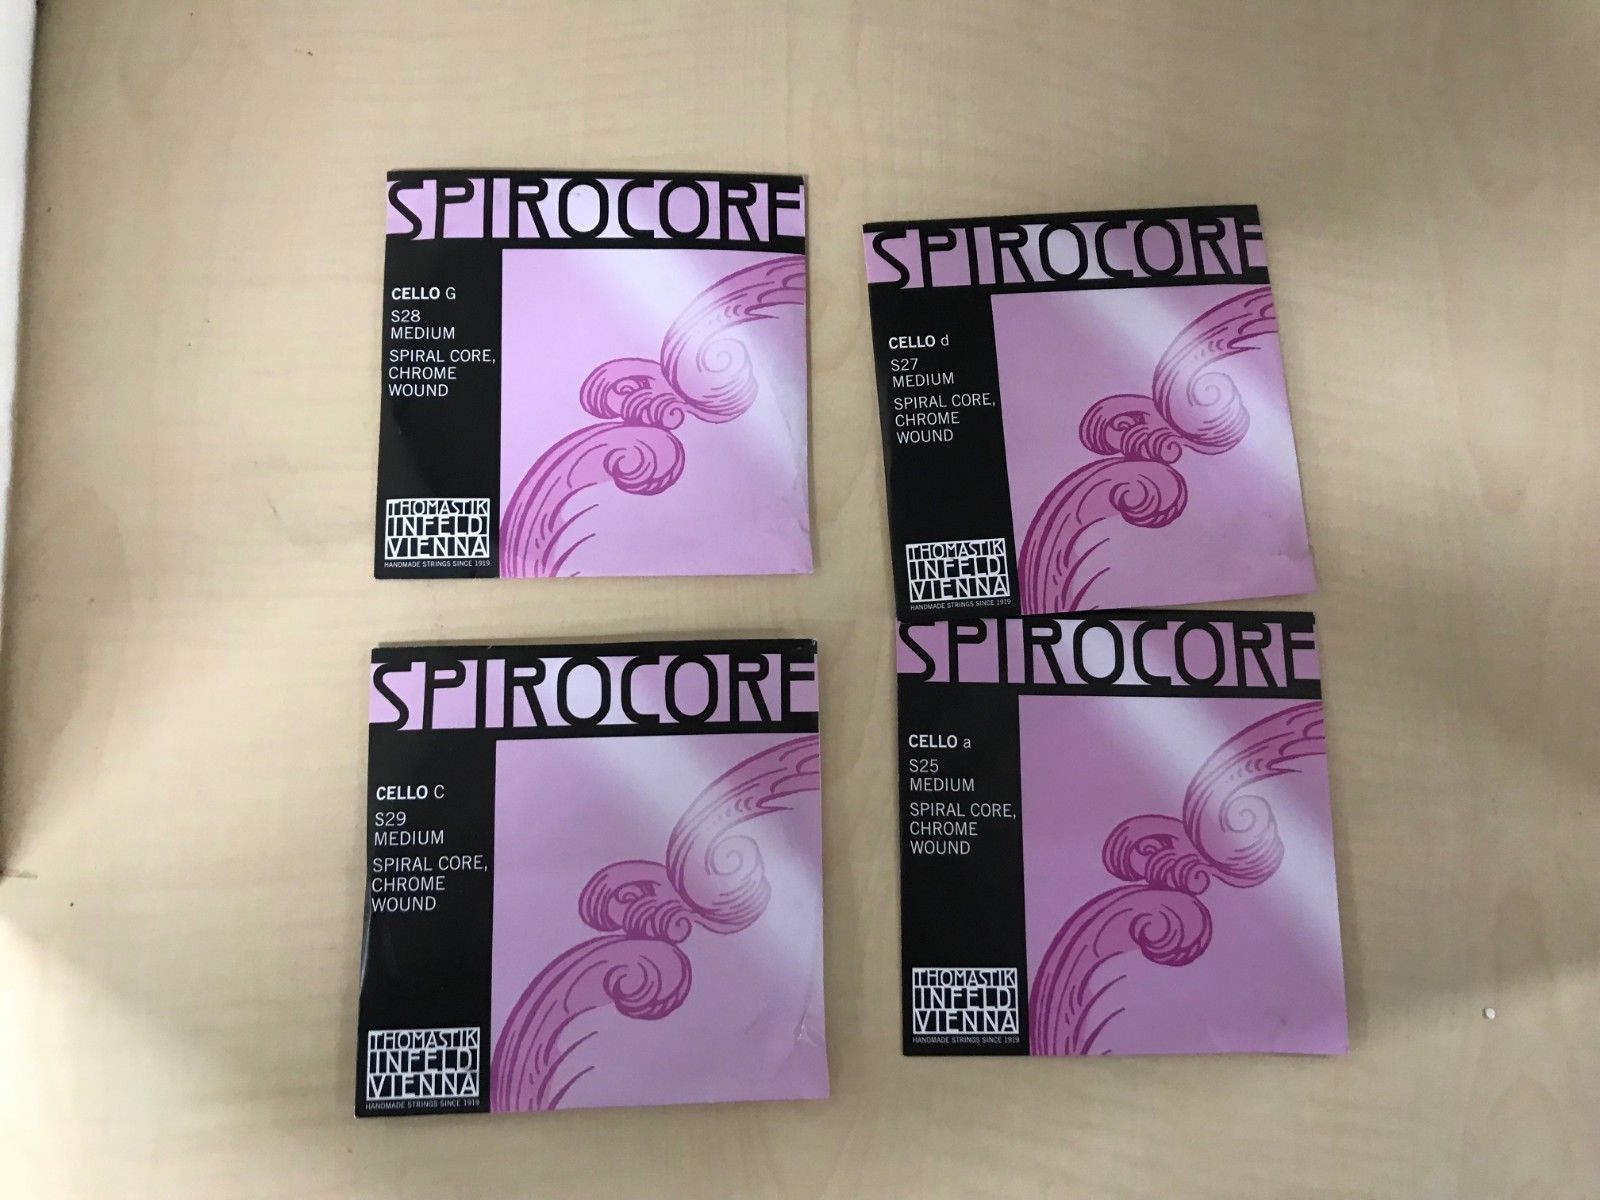 SPIROCORE
CELLO G
S28
MEDIUM
SPIRAL CORE,
CHROME
WOUND
THOMASTIK
INFELD
VIENNA
HANDMADE STRINGS SINCE 1919
SPIROCORE
CELLO d
S27
MEDIUM
SPIRAL CORE,
CHROME
WOUND
THOMASTIK
INFELD
VIENNA
HANDMADE STRINGS SINCE 1919
SPIROCORE
CELLO C
S29
MEDIUM
SPIRAL CORE,
CHROME
WOUND
THOMASTIK
INFELD
VIENNA
HANDMADE STRINGS SINCE 1919
SPIROCORE
CELLO a
S25
MEDIUM
SPIRAL CORE,
CHROME
WOUND
THOMASTIK
INFELD
VIENNA
HANDMADE STRINGS SINCE 1919